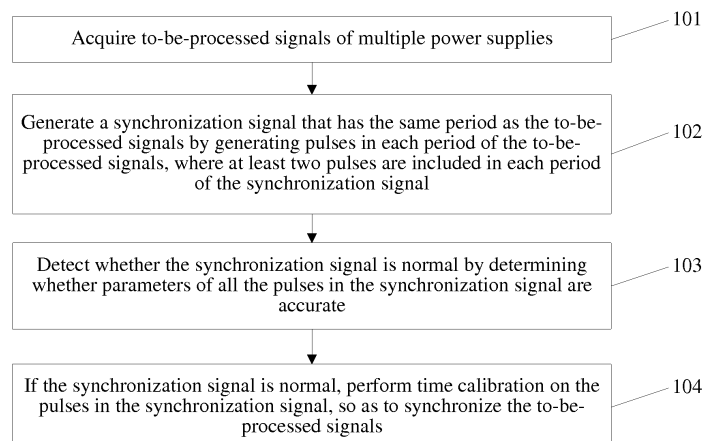 Acquire to-be-processed signals of multiple power supplies
101
Generate a synchronization signal that has the same period as the to-be-
processed signals by generating pulses in each period of the to-be-
processed signals, where at least two pulses are included in each period
of the synchronization signal
102
Detect whether the synchronization signal is normal by determining
whether parameters of all the pulses in the synchronization signal are
accurate
103
If the synchronization signal is normal, perform time calibration on the
pulses in the synchronization signal, so as to synchronize the to-be-
processed signals
104